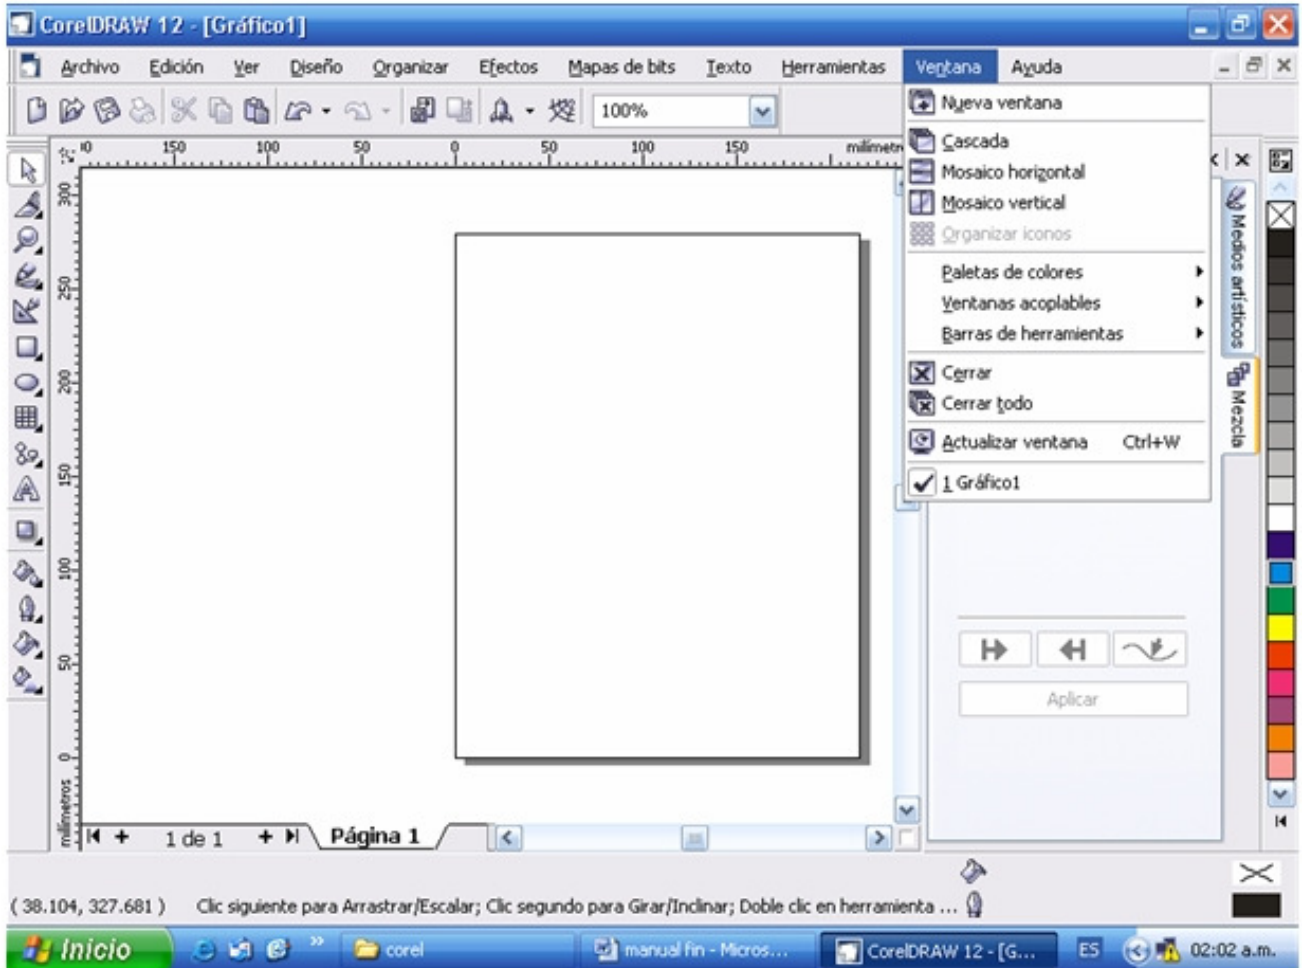 CorelDRAW 12 - [Gráfico1]
Archivo Edición Ver Diseño Organizar Efectos Mapas de bits Texto Herramientas Ventana Ayuda
100%
150 100 50 0 50 100 150 milímetr
300
250
200
150
100
50
0
milímetros
Nueva ventana
Cascada
Mosaico horizontal
Mosaico vertical
Organizar iconos
Paletas de colores
Ventanas acoplables
Barras de herramientas
Cerrar
Cerrar todo
Actualizar ventana Ctrl+W
1 Gráfico1
Medios artísticos
Mezcla
Aplicar
1 de 1 Página 1
( 38.104, 327.681 ) Clic siguiente para Arrastrar/Escalar; Clic segundo para Girar/Inclinar; Doble clic en herramienta ...
Inicio corel manual fin - Micros... CorelDRAW 12 - [G... ES 02:02 a.m.